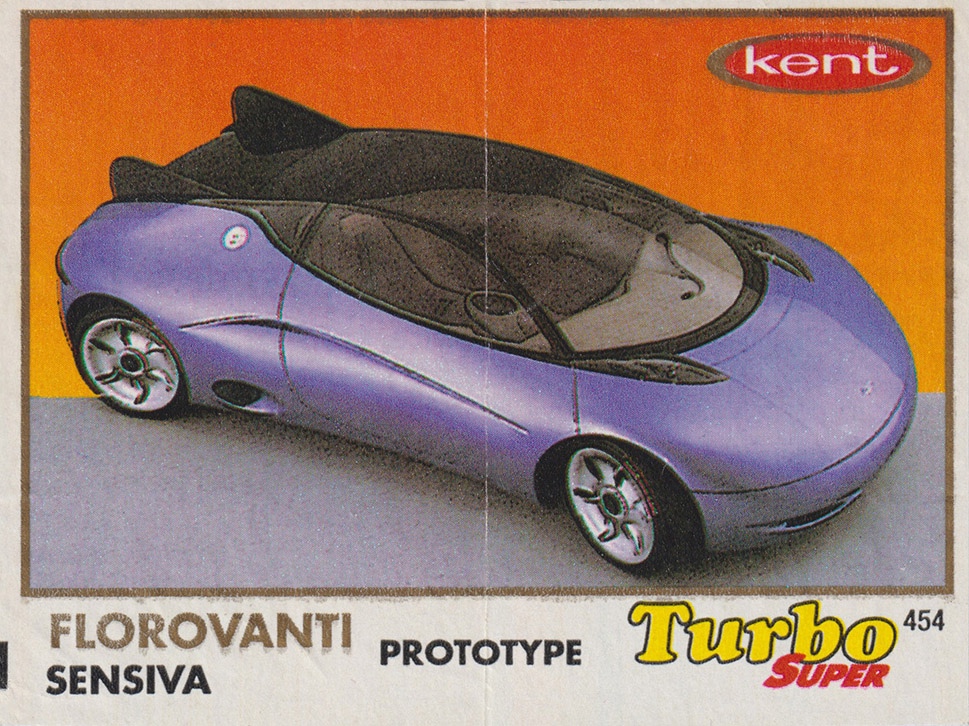 kent
FLOROVANTI
SENSIVA
PROTOTYPE
Turbo
SUPER
454